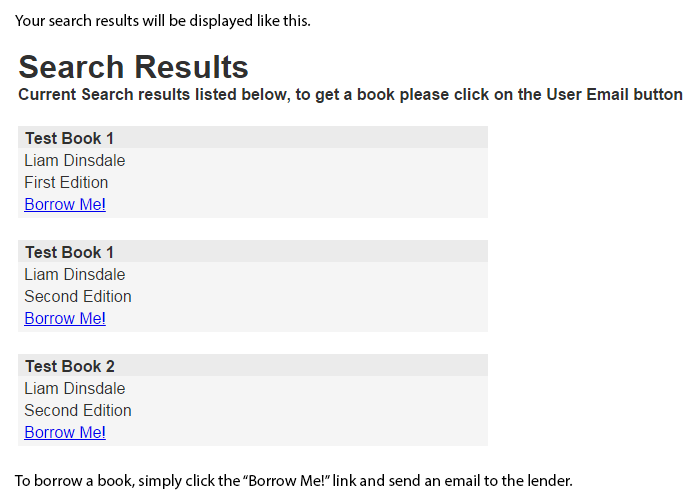 Your search results will be displayed like this.
Search Results
Current Search results listed below, to get a book please click on the User Email button
Test Book 1
Liam Dinsdale
First Edition
Borrow Me!
Test Book 1
Liam Dinsdale
Second Edition
Borrow Me!
Test Book 2
Liam Dinsdale
Second Edition
Borrow Me!
To borrow a book, simply click the “Borrow Me!” link and send an email to the lender.